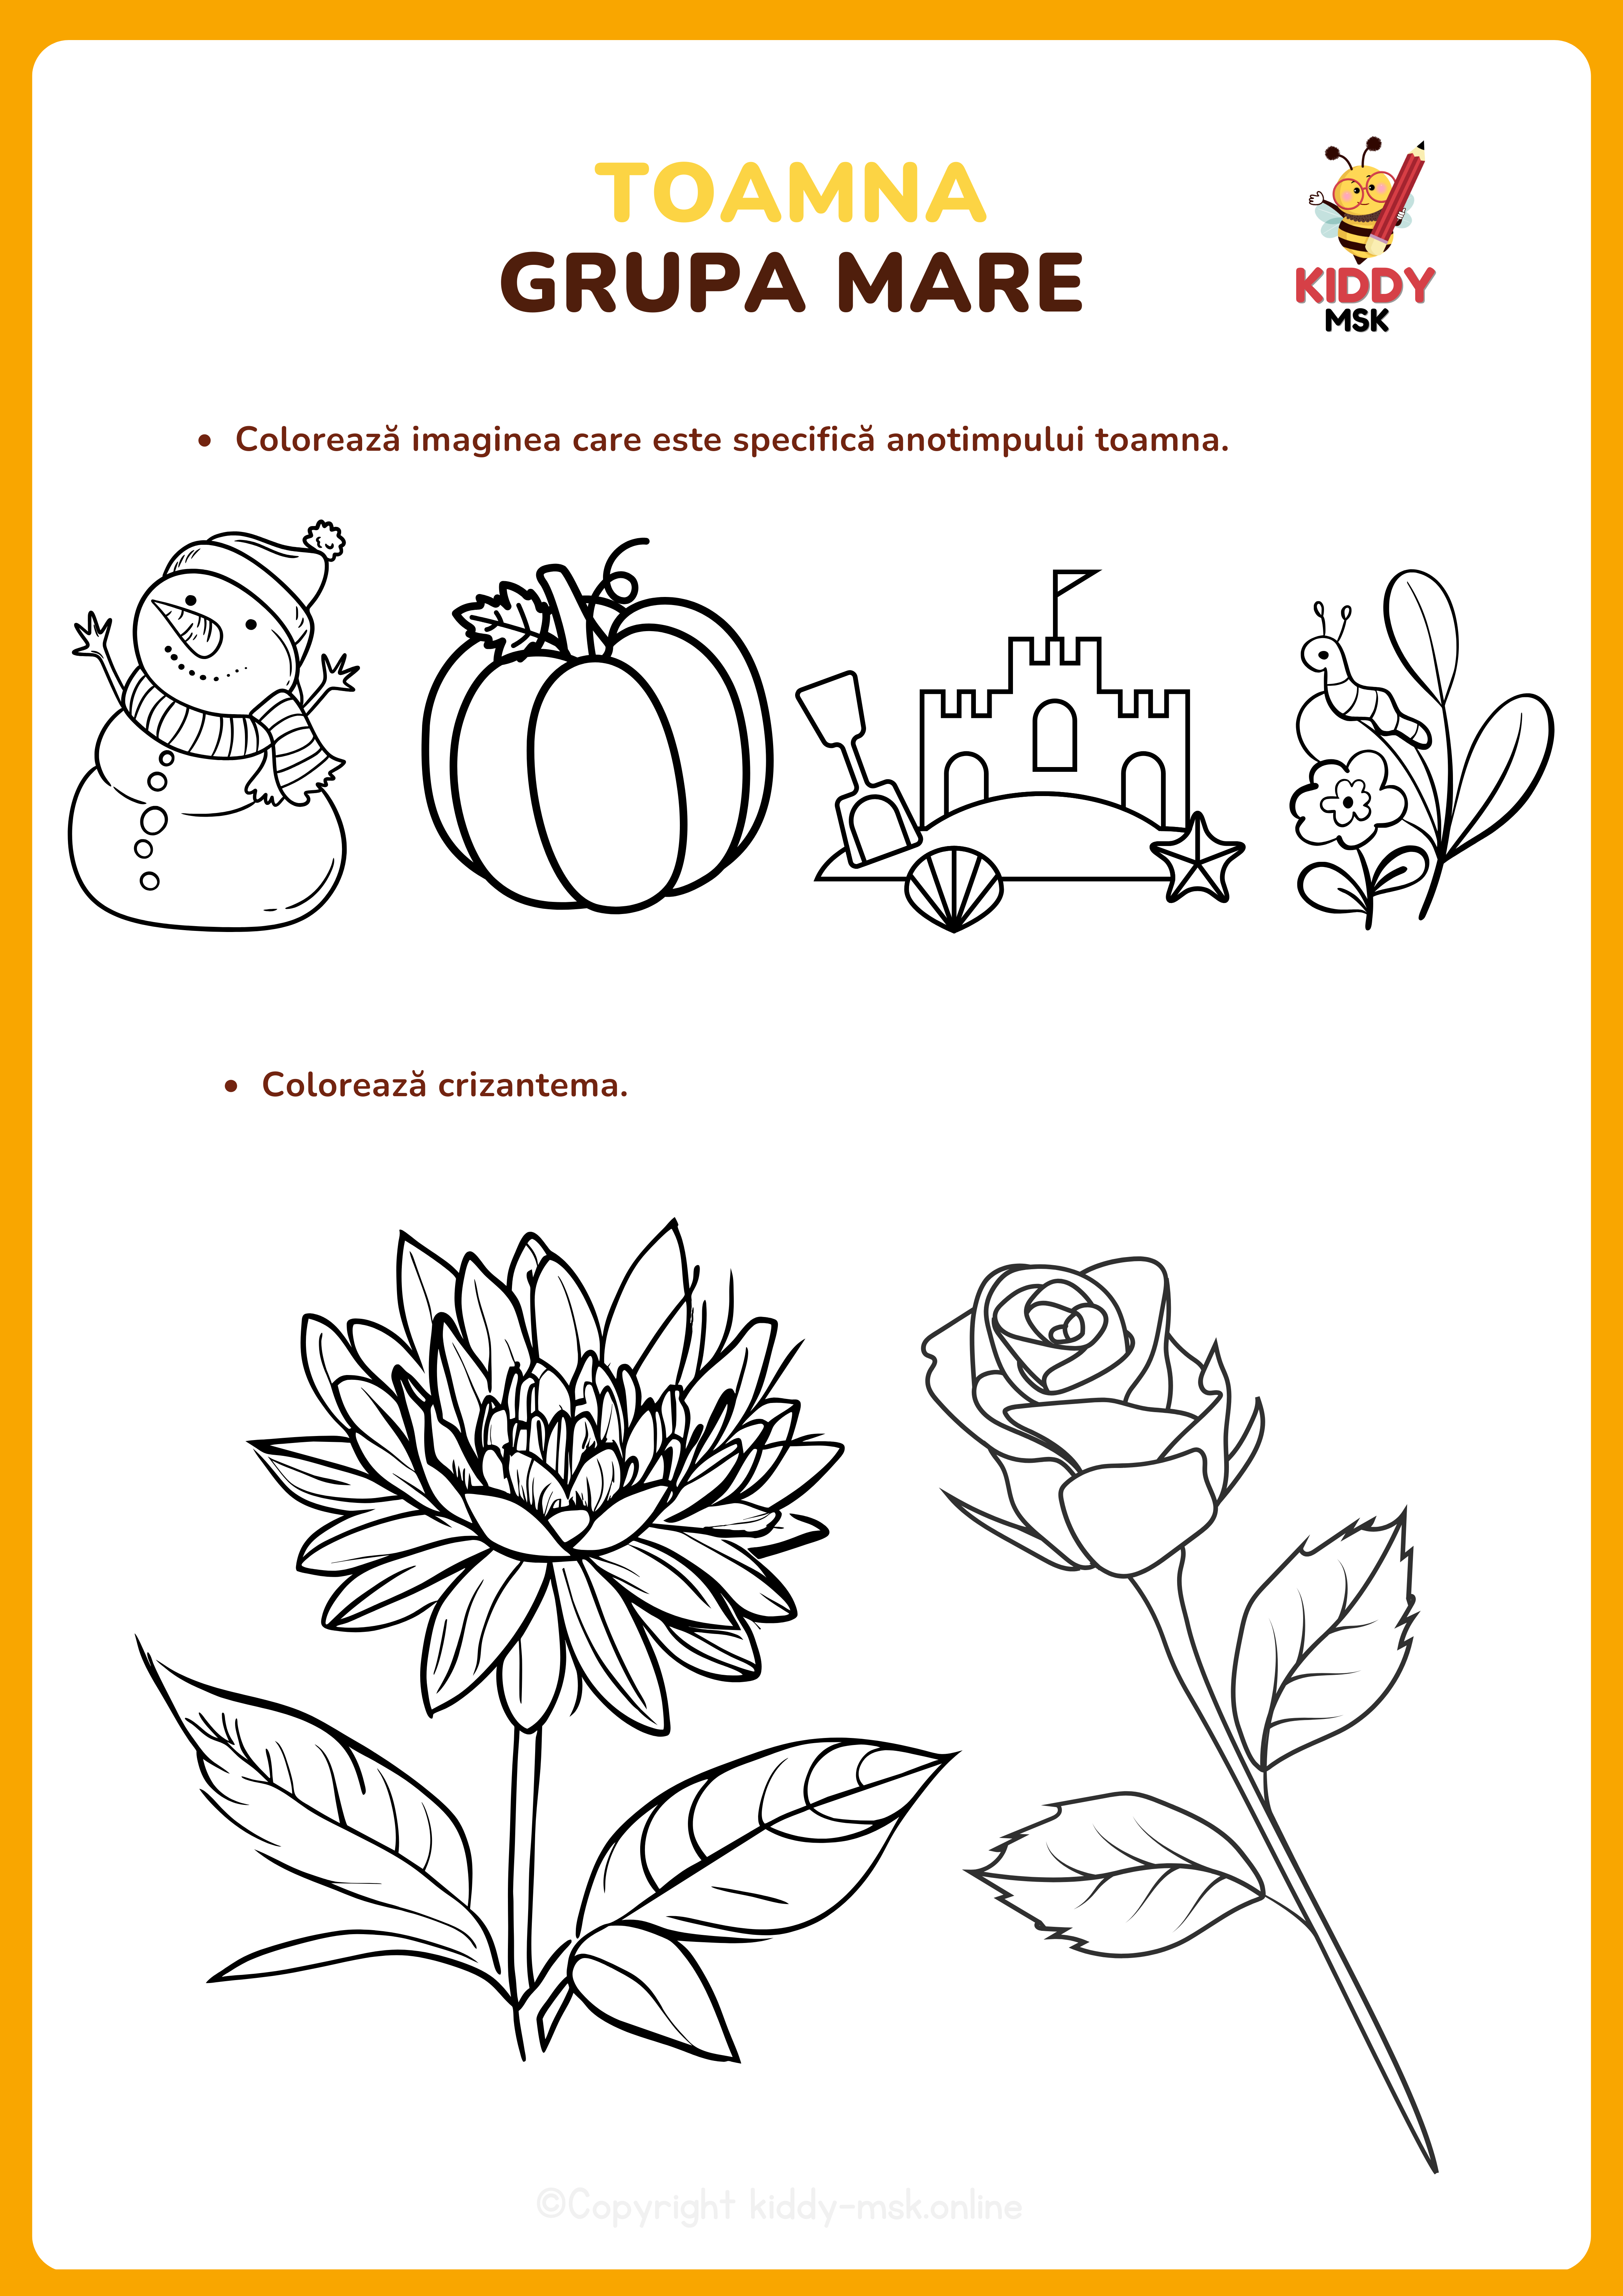 TOAMNA
GRUPA MARE
KIDDY
MSK
• Colorează imaginea care este specifică anotimpului toamna.
• Colorează crizantema.
©Copyright kiddy-msk.online